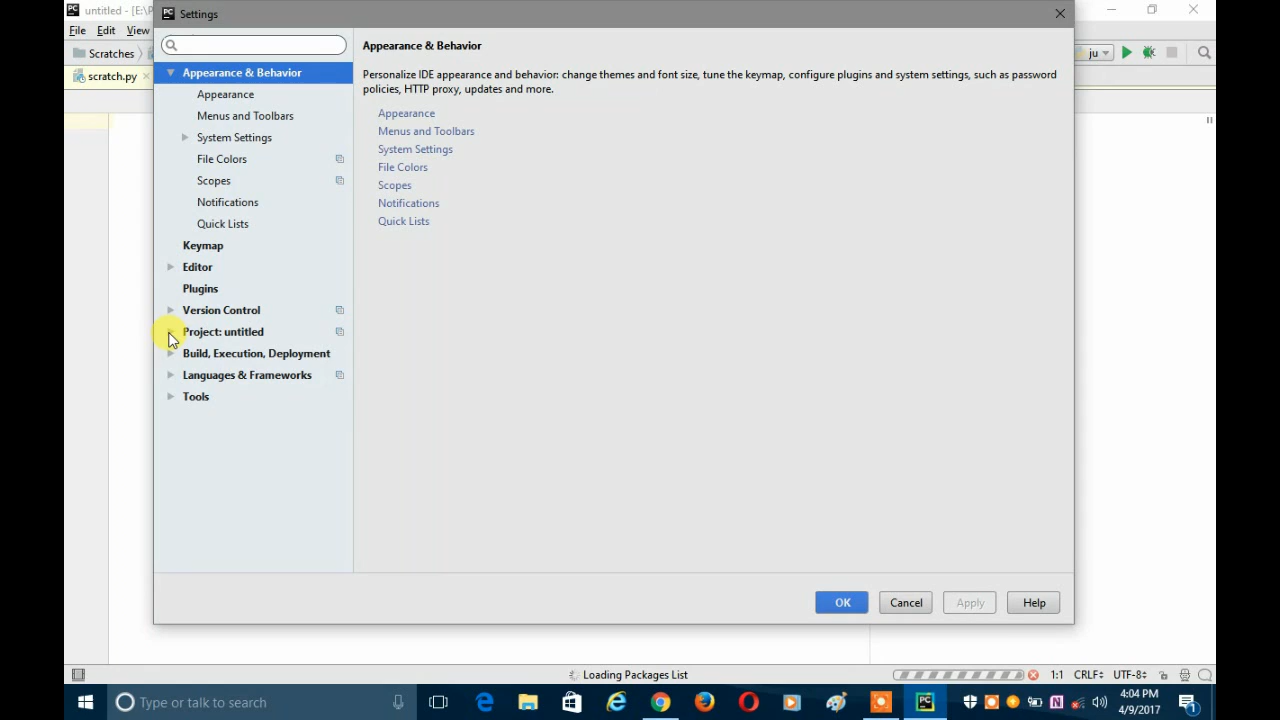 PC untitled - [E:\P
PC Settings
File Edit View
Scratches
ju
scratch.py
Appearance & Behavior
Appearance
Menus and Toolbars
System Settings
File Colors
Scopes
Notifications
Quick Lists
Keymap
Editor
Plugins
Version Control
Project: untitled
Build, Execution, Deployment
Languages & Frameworks
Tools
Appearance & Behavior
Personalize IDE appearance and behavior: change themes and font size, tune the keymap, configure plugins and system settings, such as password
policies, HTTP proxy, updates and more.
Appearance
Menus and Toolbars
System Settings
File Colors
Scopes
Notifications
Quick Lists
OK Cancel Apply Help
Loading Packages List 1:1 CRLF÷ UTF-8÷
Type or talk to search
PC
4:04 PM
4/9/2017
1